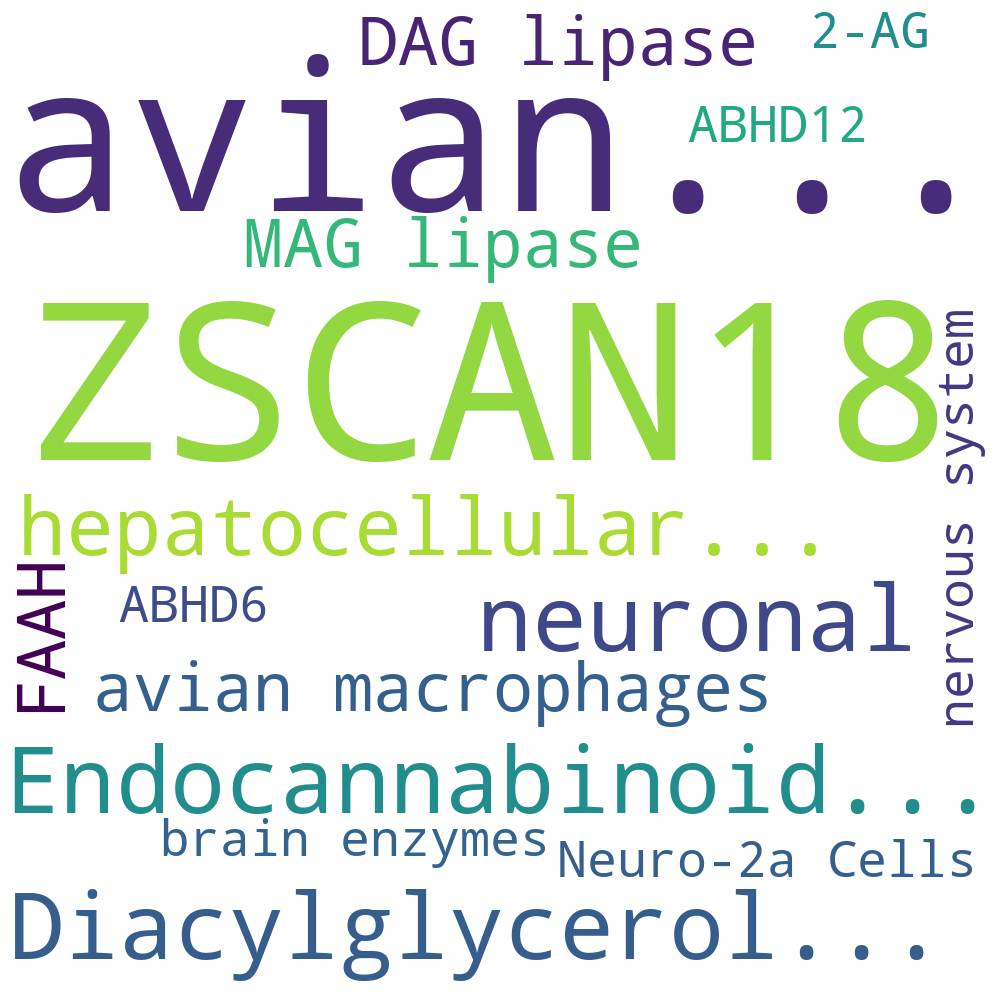 DAG lipase
2-AG
avian...
ABHD12
MAG lipase
ZSCAN18
nervous system
hepatocellular...
FAAH
ABHD6
neuronal
avian macrophages
Endocannabinoid...
brain enzymes
Neuro-2a Cells
Diacylglycerol...